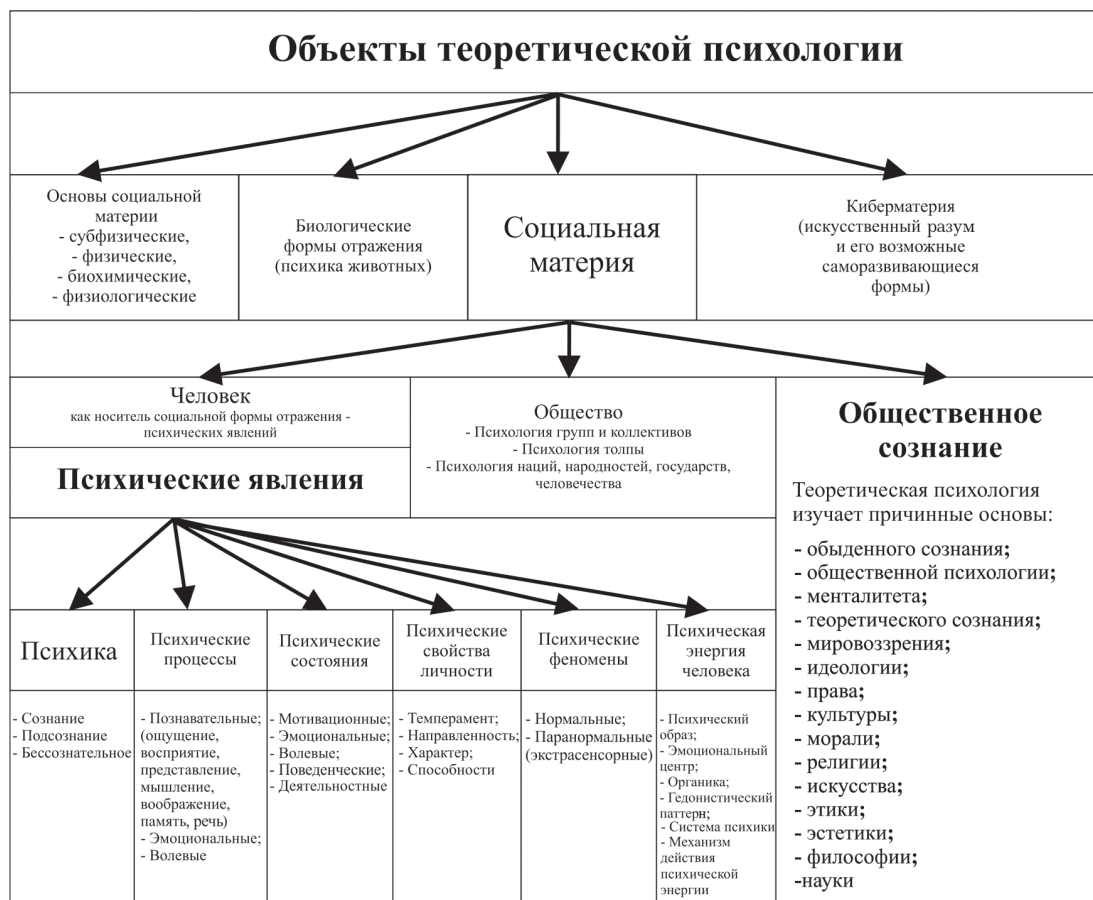 Объекты теоретической психологии
Основы социальной
материи
- субфизические,
- физические,
- биохимические,
- физиологические
Биологические
формы отражения
(психика животных)
Социальная
материя
Киберматерия
(искусственный разум
и его возможные
саморазвивающиеся
формы)
Человек
как носитель социальной формы отражения -
психических явлений
Психические явления
Общество
- Психология групп и коллективов
- Психология толпы
- Психология наций, народностей, государств,
человечества
Общественное
сознание
Теоретическая психология
изучает причинные основы:
- обыденного сознания;
- общественной психологии;
- менталитета;
- теоретического сознания;
- мировоззрения;
- идеологии;
- права;
- культуры;
- морали;
- религии;
- искусства;
- этики;
- эстетики;
- философии;
-науки
Психика
- Сознание
- Подсознание
- Бессознательное
Психические
процессы
- Познавательные;
(ощущение,
восприятие,
представление,
мышление,
воображение,
память, речь)
- Эмоциональные;
- Волевые
Психические
состояния
- Мотивационные;
- Эмоциональные;
- Волевые;
- Поведенческие;
- Деятельностные
Психические
свойства
личности
- Темперамент;
- Направленность;
- Характер;
- Способности
Психические
феномены
- Нормальные;
- Паранормальные
(экстрасенсорные)
Психическая
энергия
человека
- Психический
образ;
- Эмоциональный
центр;
- Органика;
- Гедонистический
паттерн;
- Система психики
- Механизм
действия
психической
энергии